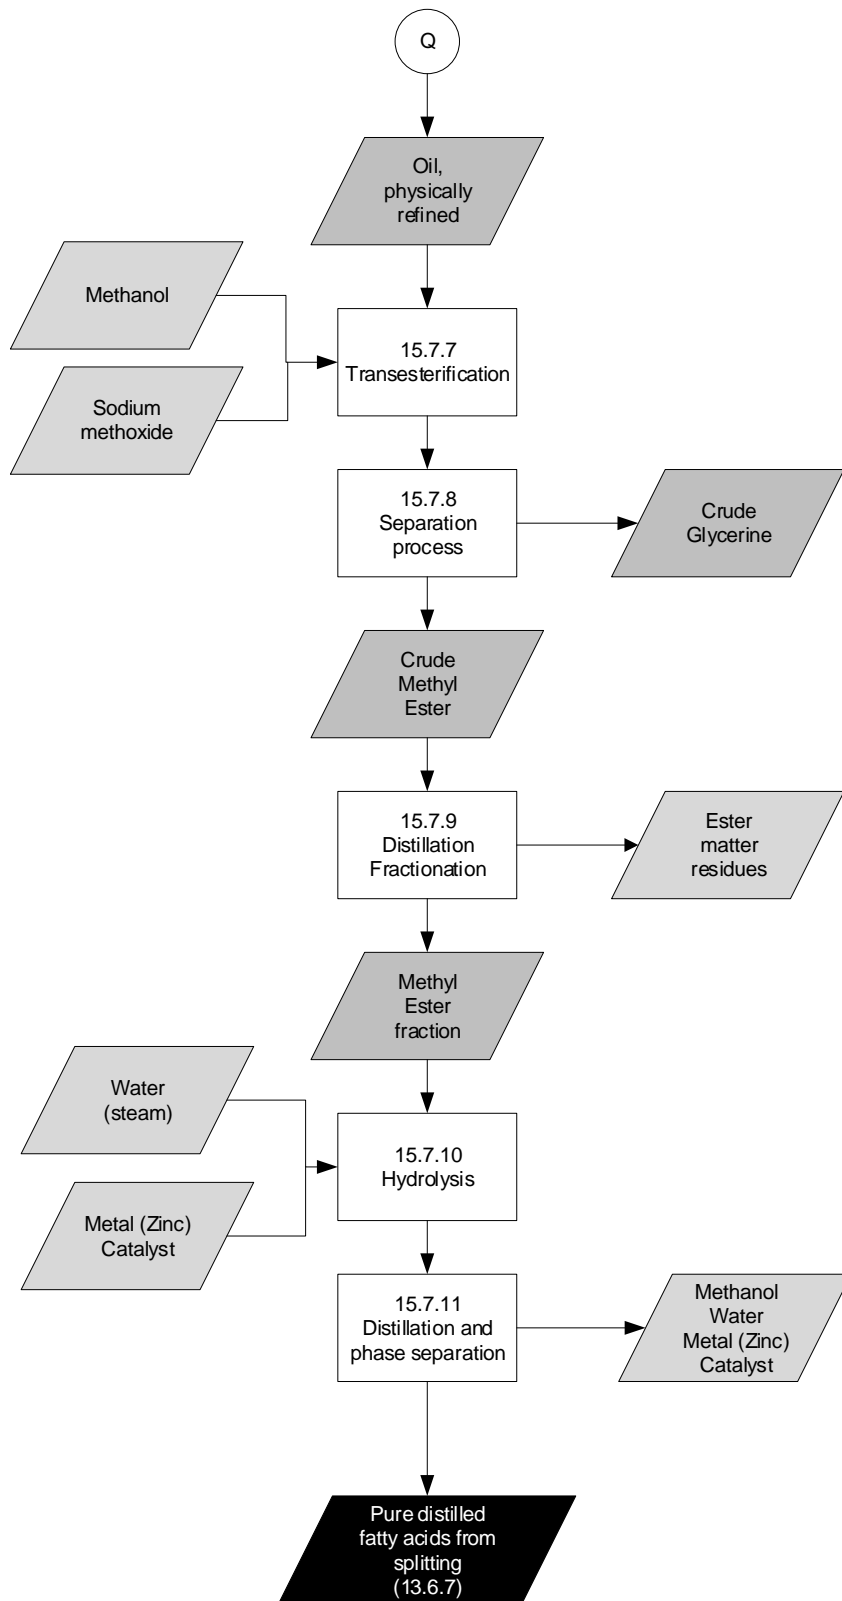 Q
Oil,
physically
refined
Methanol
15.7.7
Transesterification
Sodium
methoxide
15.7.8
Separation
process
Crude
Glycerine
Crude
Methyl
Ester
15.7.9
Distillation
Fractionation
Ester
matter
residues
Methyl
Ester
fraction
Water
(steam)
15.7.10
Hydrolysis
Metal (Zinc)
Catalyst
15.7.11
Distillation and
phase separation
Methanol
Water
Metal (Zinc)
Catalyst
Pure distilled
fatty acids from
splitting
(13.6.7)